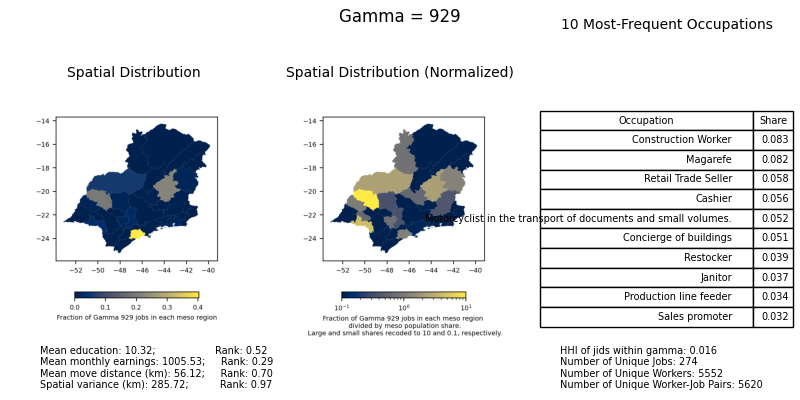 Gamma = 929
10 Most-Frequent Occupations
Spatial Distribution
Spatial Distribution (Normalized)
−14
−16
−18
−20
−22
−24
−52 −50 −48 −46 −44 −42 −40
0.0 0.1 0.2 0.3 0.4
Fraction of Gamma 929 jobs in each meso region
−14
−16
−18
−20
−22
−24
−52 −50 −48 −46 −44 −42 −40
10⁻¹ 10⁰ 10¹
Fraction of Gamma 929 jobs in each meso region
divided by meso population share.
Large and small shares recoded to 10 and 0.1, respectively.
Occupation Share
Construction Worker 0.083
Magarefe 0.082
Retail Trade Seller 0.058
Cashier 0.056
Motorcyclist in the transport of documents and small volumes. 0.052
Concierge of buildings 0.051
Restocker 0.039
Janitor 0.037
Production line feeder 0.034
Sales promoter 0.032
Mean education: 10.32; Rank: 0.52
Mean monthly earnings: 1005.53; Rank: 0.29
Mean move distance (km): 56.12; Rank: 0.70
Spatial variance (km): 285.72; Rank: 0.97
HHI of jids within gamma: 0.016
Number of Unique Jobs: 274
Number of Unique Workers: 5552
Number of Unique Worker-Job Pairs: 5620